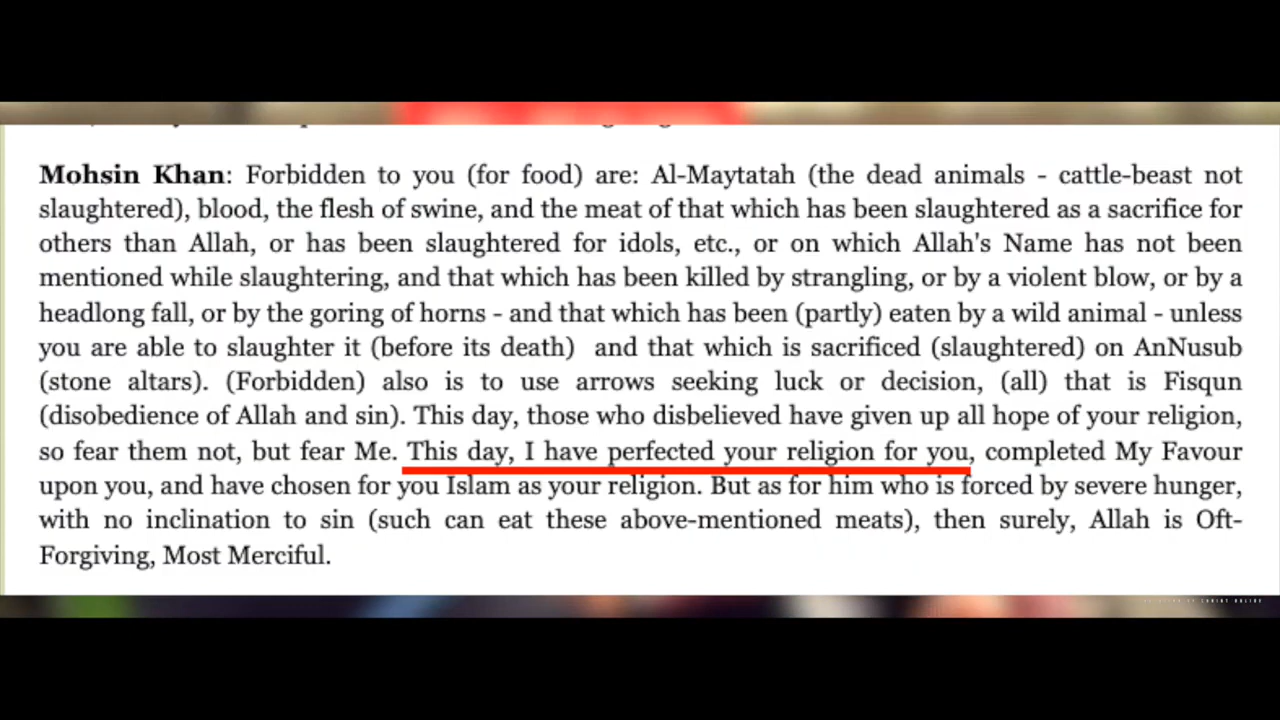 Mohsin Khan: Forbidden to you (for food) are: Al-Maytatah (the dead animals - cattle-beast not
slaughtered), blood, the flesh of swine, and the meat of that which has been slaughtered as a sacrifice for
others than Allah, or has been slaughtered for idols, etc., or on which Allah's Name has not been
mentioned while slaughtering, and that which has been killed by strangling, or by a violent blow, or by a
headlong fall, or by the goring of horns - and that which has been (partly) eaten by a wild animal - unless
you are able to slaughter it (before its death) and that which is sacrificed (slaughtered) on AnNusub
(stone altars). (Forbidden) also is to use arrows seeking luck or decision, (all) that is Fisqun
(disobedience of Allah and sin). This day, those who disbelieved have given up all hope of your religion,
so fear them not, but fear Me. This day, I have perfected your religion for you, completed My Favour
upon you, and have chosen for you Islam as your religion. But as for him who is forced by severe hunger,
with no inclination to sin (such can eat these above-mentioned meats), then surely, Allah is Oft-
Forgiving, Most Merciful.